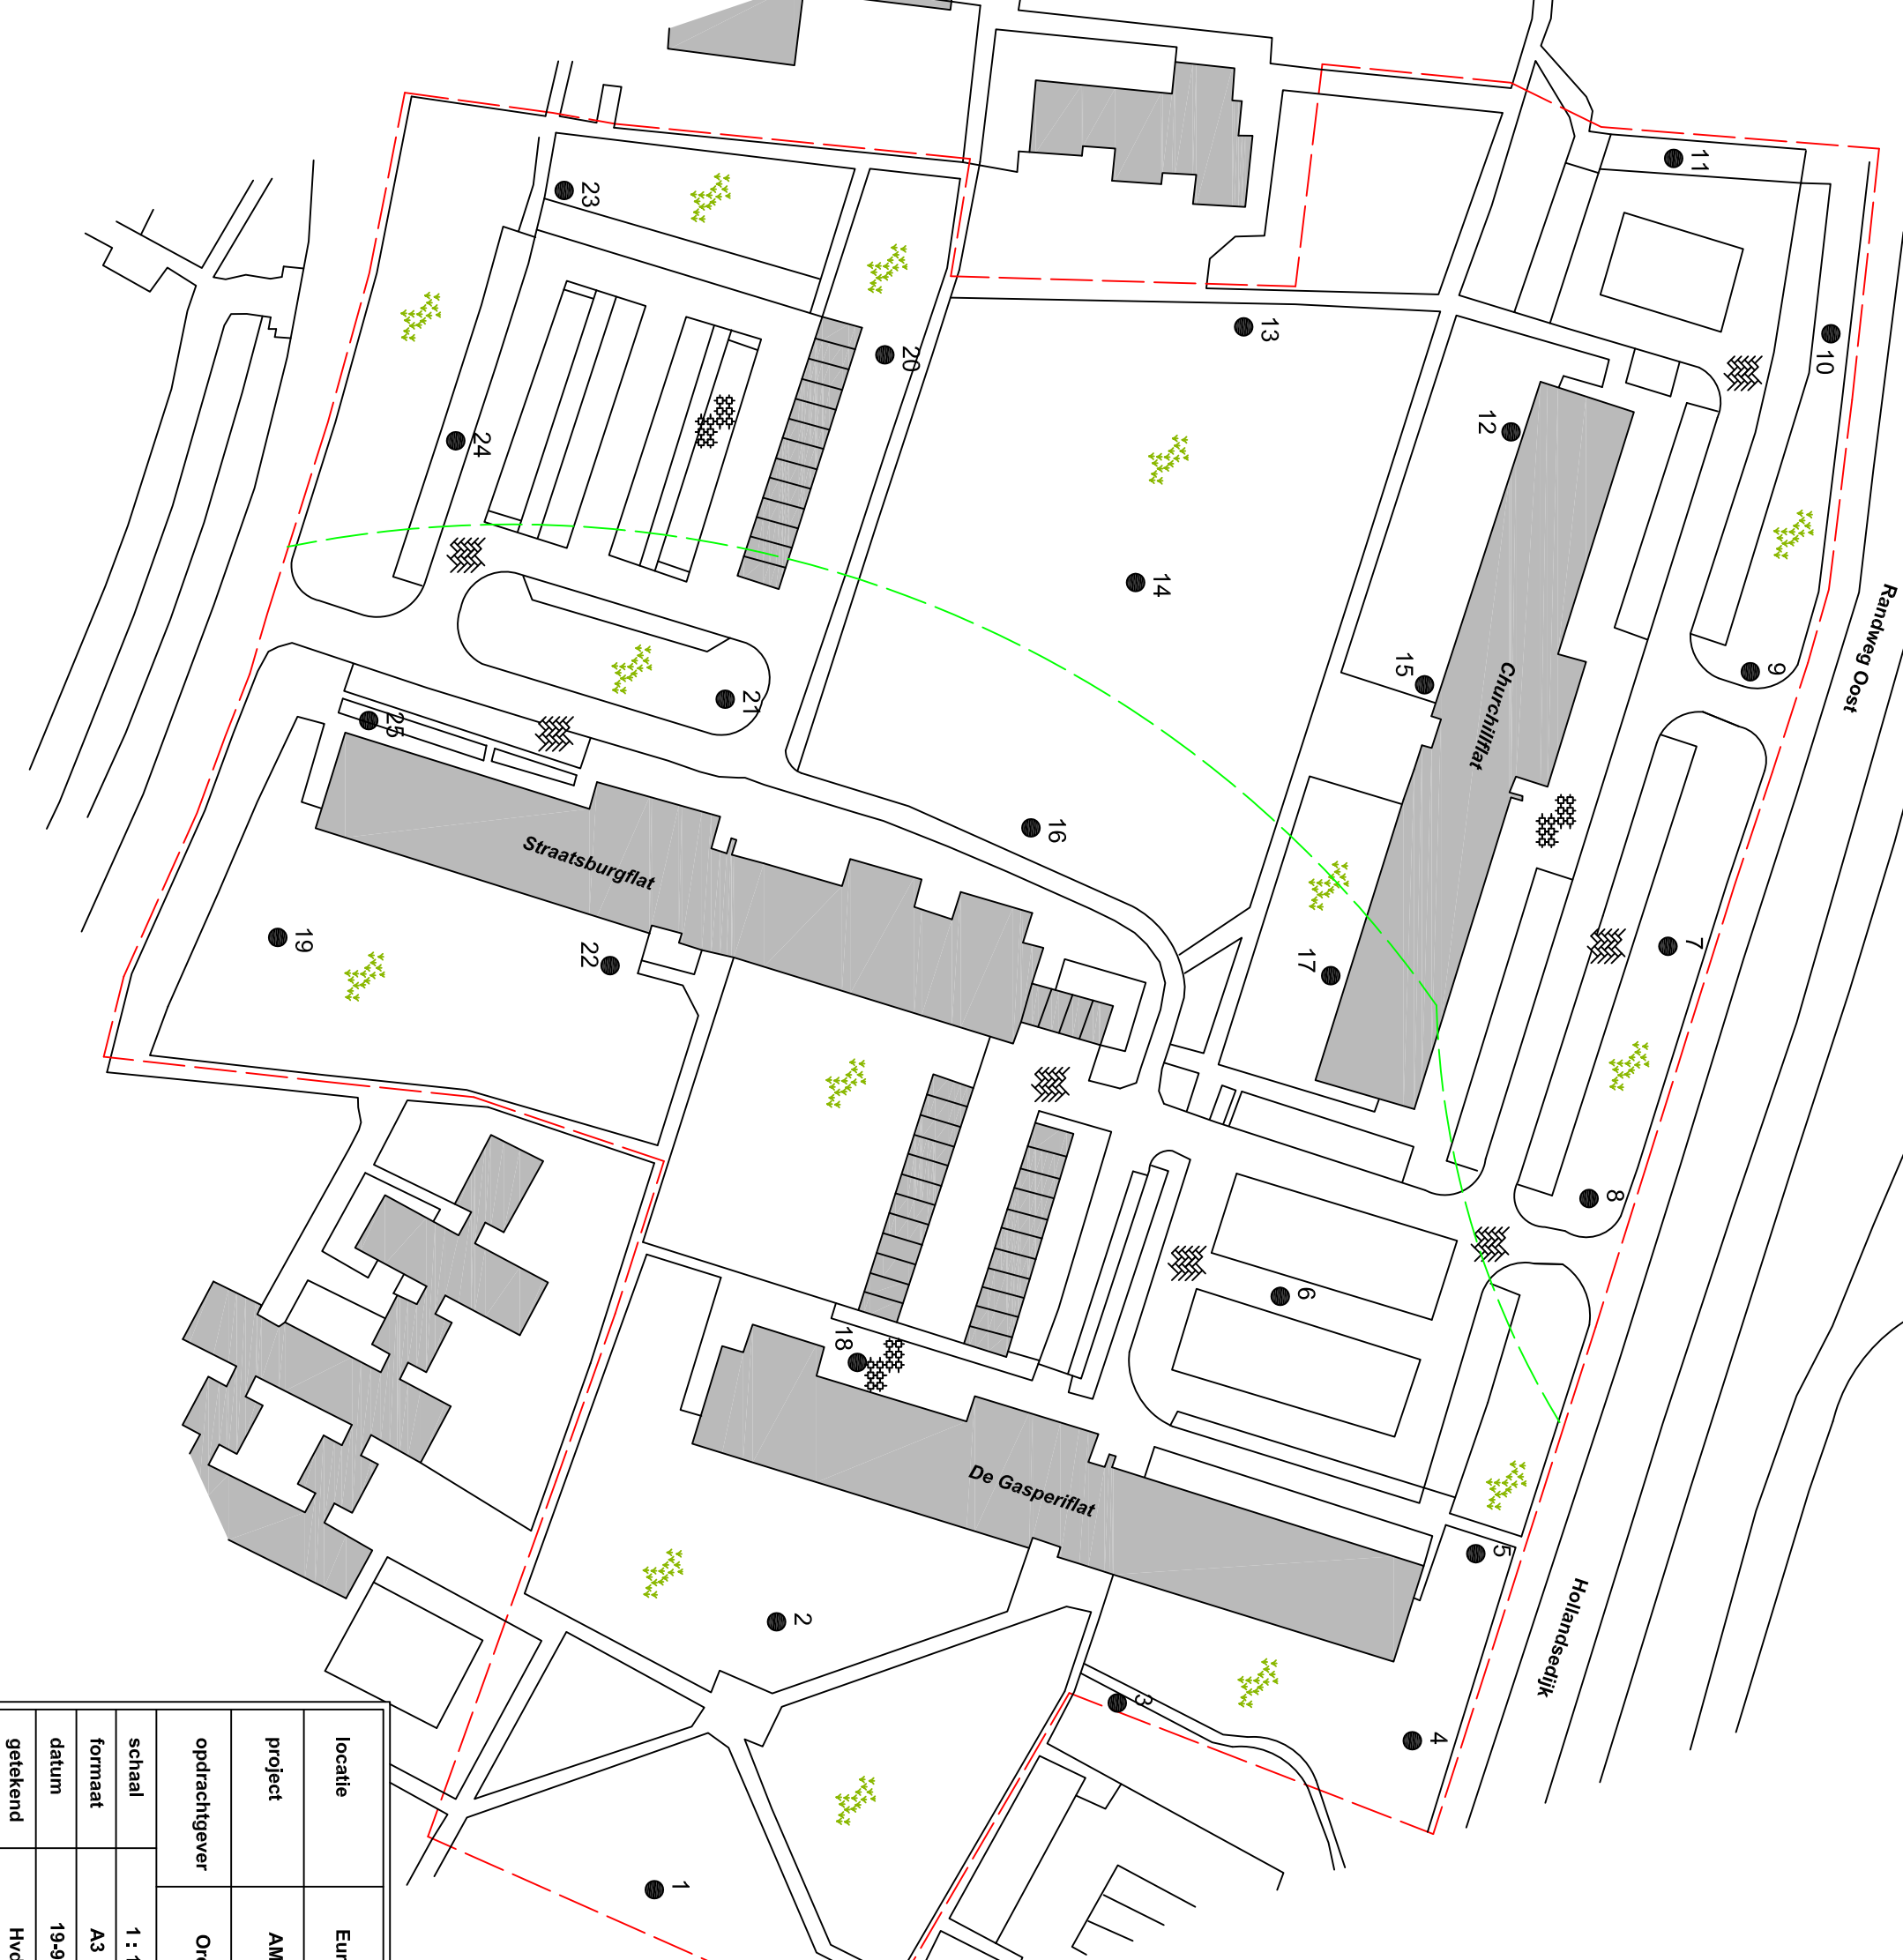 11
10
23
13
20
12
24
14
9
Randweg Oost
15
Churchillflat
21
25
16
Straatsburgflat
7
17
19
22
8
6
18
De Gasperiflat
5
2
Hollandsedijk
3
4
1
locatie
project
opdrachtgever
schaal
formaat
A3
datum
getekend